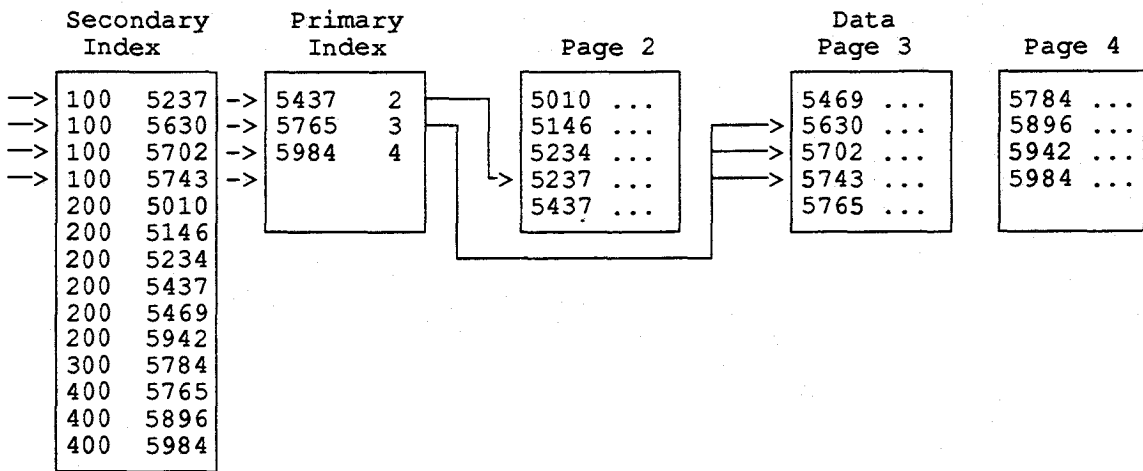 Secondary Primary Data
Index Index Page 2 Page 3 Page 4
—> 100 5237 -> 5437 2 5010 ... 5469 ... 5784 ...
—> 100 5630 -> 5765 3 5146 ... > 5630 ... 5896 ...
—> 100 5702 -> 5984 4 5234 ... > 5702 ... 5942 ...
—> 100 5743 -> > 5237 ... > 5743 ... 5984 ...
200 5010 5437 ... 5765 ...
200 5146
200 5234
200 5437
200 5469
200 5942
300 5784
400 5765
400 5896
400 5984